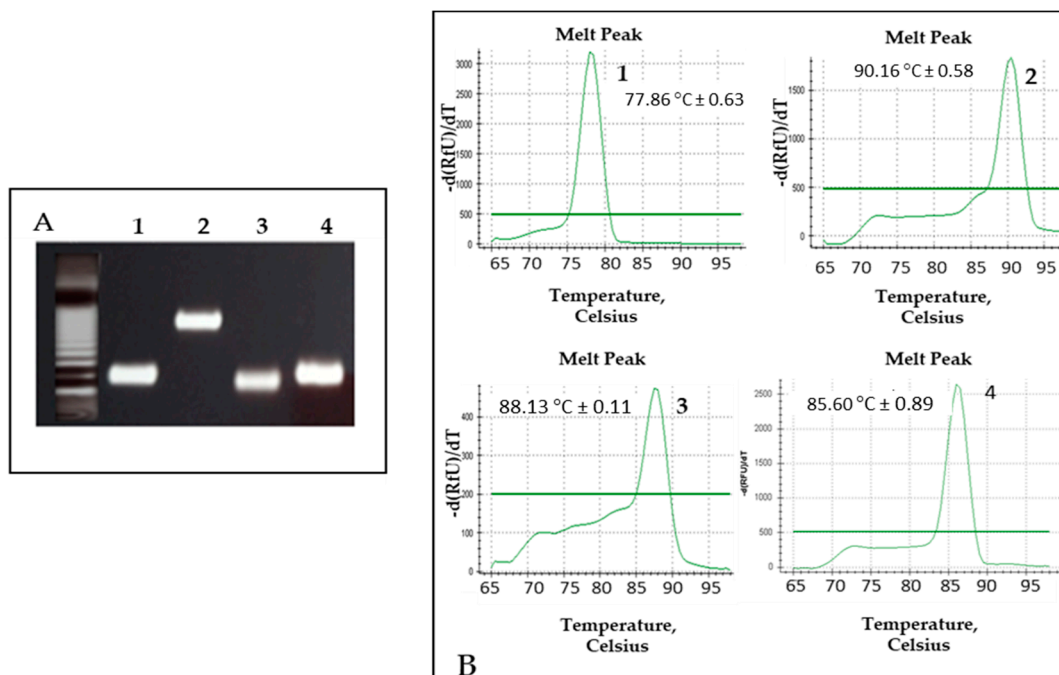 A
1 2 3 4
Melt Peak
1
77.86 °C ± 0.63
-d(RfU)/dT
3000
2500
2000
1500
1000
500
0
65 70 75 80 85 90 95
Temperature,
Celsius
Melt Peak
90.16 °C ± 0.58
2
-d(RfU)/dT
1500
1000
500
0
65 70 75 80 85 90 95
Temperature,
Celsius
Melt Peak
88.13 °C ± 0.11
3
-d(RfU)/dT
400
300
200
100
0
65 70 75 80 85 90 95
Temperature,
Celsius
Melt Peak
85.60 °C ± 0.89
4
-d(RFU)/dT
2500
2000
1500
1000
500
0
65 70 75 80 85 90 95
Temperature,
Celsius
B